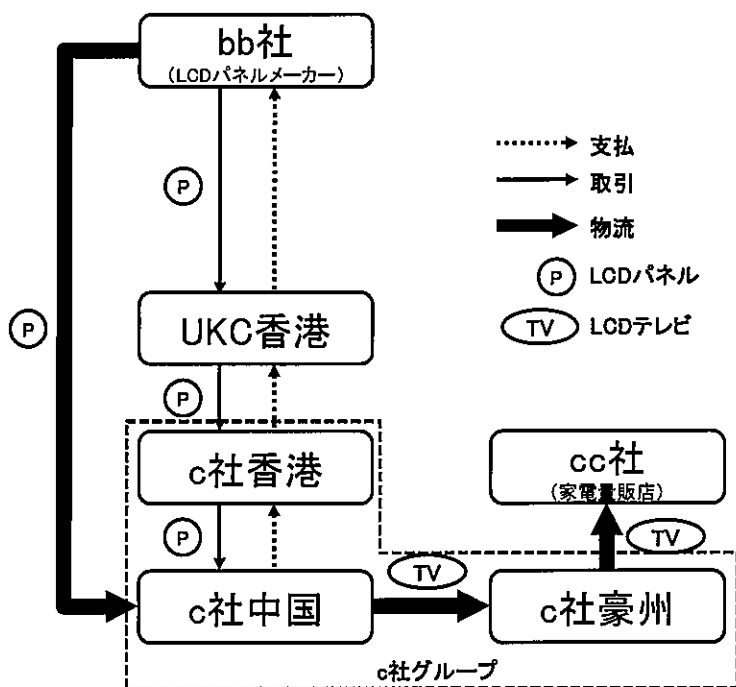 bb社
(LCDパネルメーカー)
支払
P
取引
物流
P
LCDパネル
P
UKC香港
TV
LCDテレビ
P
c社香港
cc社
(家電量販店)
P
TV
TV
c社中国
c社豪州
c社グループ